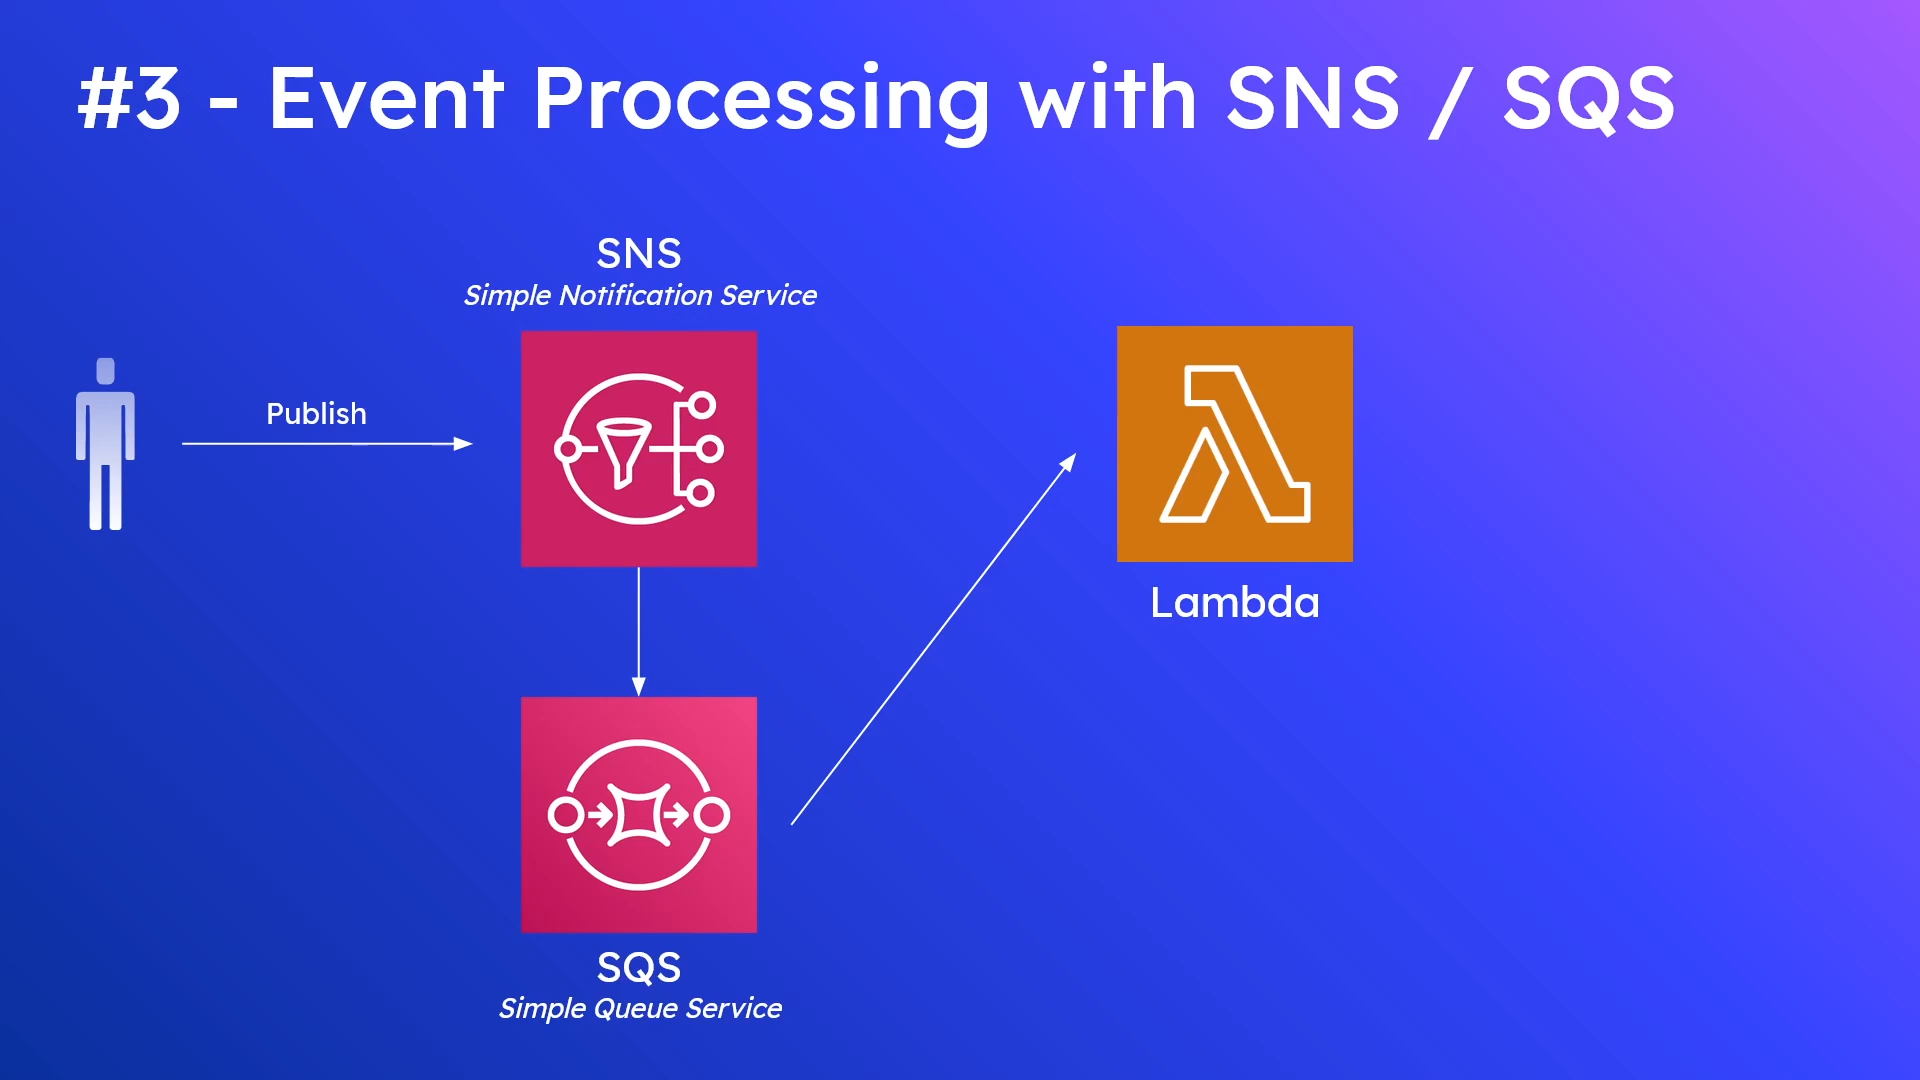 #3 - Event Processing with SNS / SQS
SNS
Simple Notification Service
Publish
Lambda
SQS
Simple Queue Service